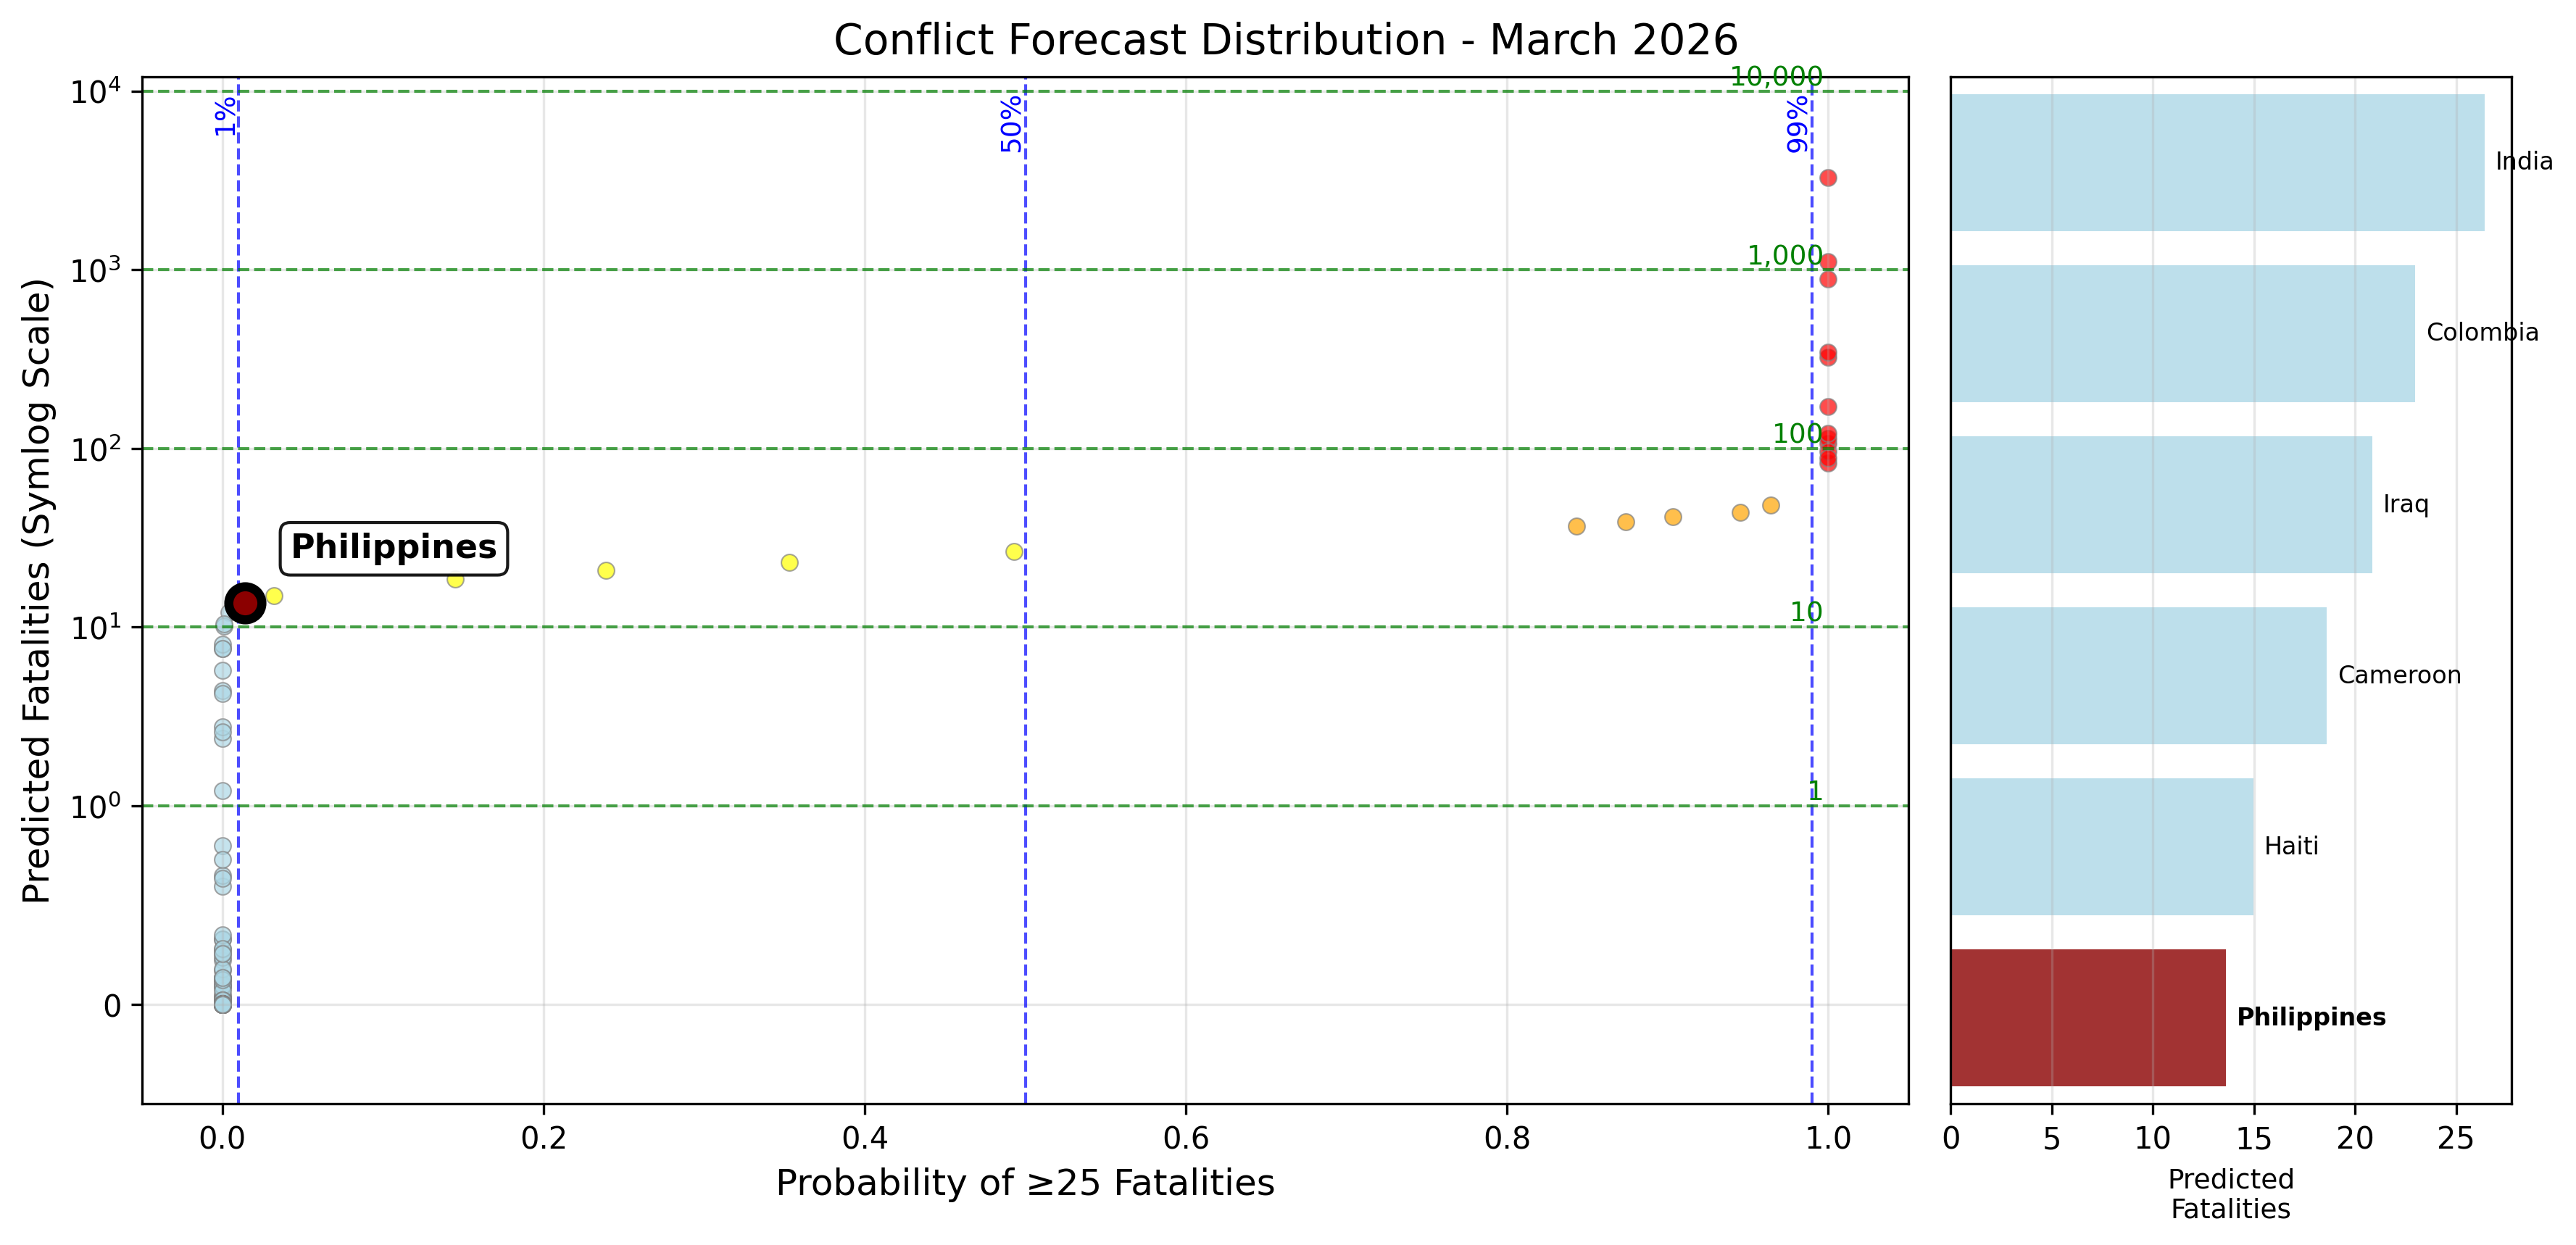 Conflict Forecast Distribution - March 2026
Predicted Fatalities (Symlog Scale)
10⁴
10³
10²
10¹
10⁰
0
1%
50%
99%
10,000
1,000
100
10
1
Philippines
0.0 0.2 0.4 0.6 0.8 1.0
Probability of ≥25 Fatalities
India
Colombia
Iraq
Cameroon
Haiti
Philippines
0 5 10 15 20 25
Predicted
Fatalities